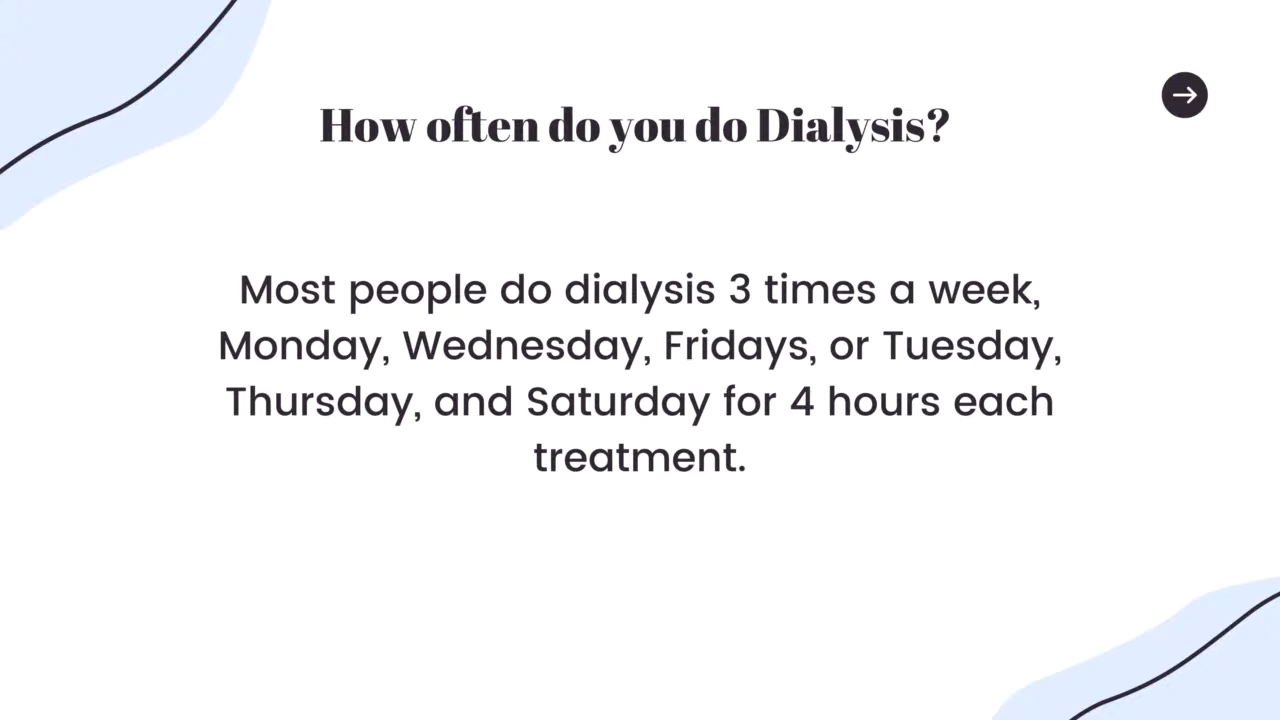 How often do you do Dialysis?
Most people do dialysis 3 times a week,
Monday, Wednesday, Fridays, or Tuesday,
Thursday, and Saturday for 4 hours each
treatment.